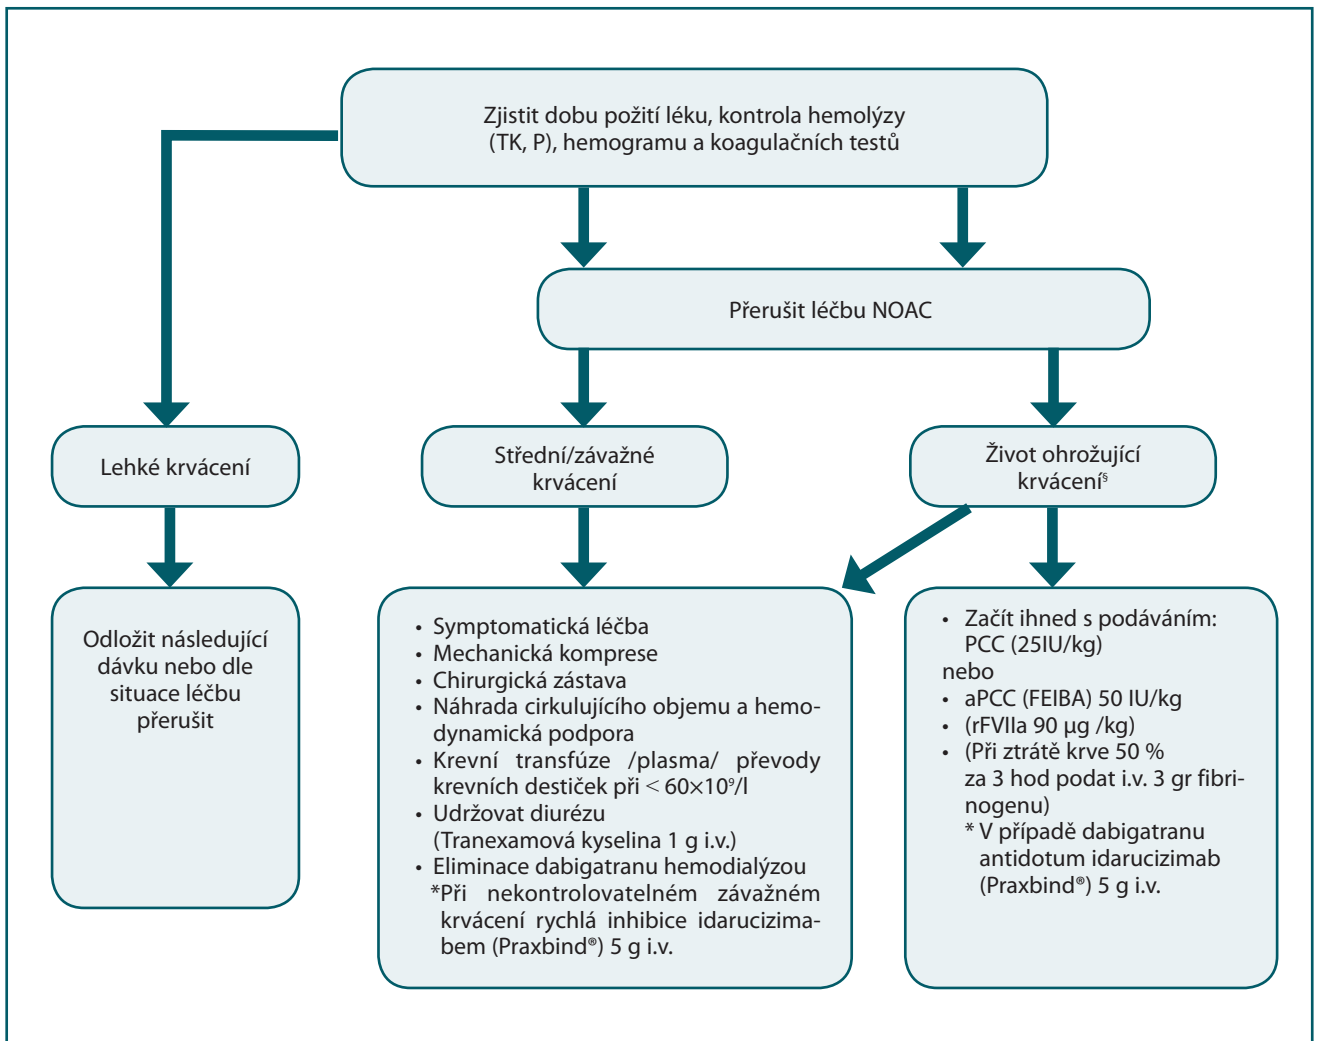 Zjistit dobu požití léku, kontrola hemolýzy
(TK, P), hemogramu a koagulačních testů
Přerušit léčbu NOAC
Lehké krvácení
Střední/závažné
krvácení
Život ohrožující
krvácení§
Odložit následující
dávku nebo dle
situace léčbu
přerušit
• Symptomatická léčba
• Mechanická komprese
• Chirurgická zástava
• Náhrada cirkulujícího objemu a hemo-
dynamická podpora
• Krevní transfúze /plasma/ převody
krevních destiček při < 60×10⁹/l
• Udržovat diurézu
(Tranexamová kyselina 1 g i.v.)
• Eliminace dabigatranu hemodialýzou
*Při nekontrolovatelném závažném
krvácení rychlá inhibice idarucizima-
bem (Praxbind®) 5 g i.v.
• Začít ihned s podáváním:
PCC (25IU/kg)
nebo
• aPCC (FEIBA) 50 IU/kg
• (rFVIIa 90 µg /kg)
• (Při ztrátě krve 50 %
za 3 hod podat i.v. 3 gr fibri-
nogenu)
* V případě dabigatranu
antidotum idarucizimab
(Praxbind®) 5 g i.v.